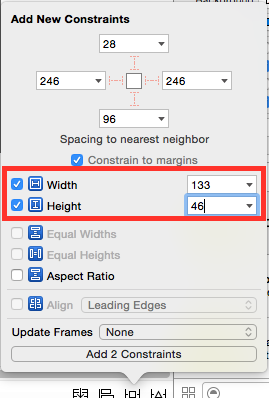 Add New Constraints
28
246 246
96
Spacing to nearest neighbor
Constrain to margins
Width 133
Height 46
Equal Widths
Equal Heights
Aspect Ratio
Align Leading Edges
Update Frames None
Add 2 Constraints